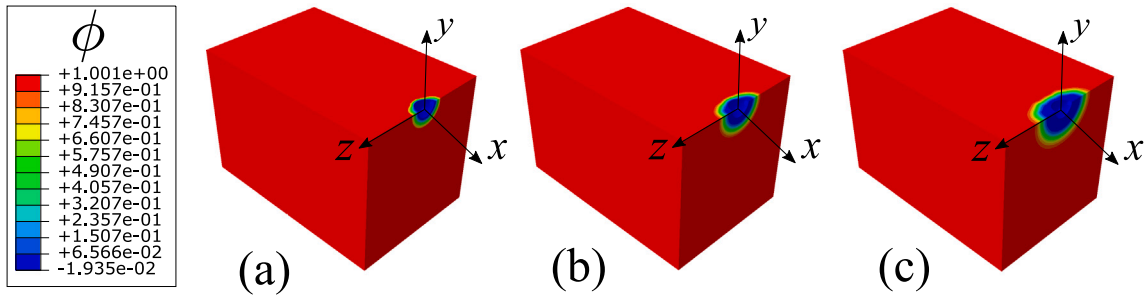 ϕ
+1.001e+00
+9.157e-01
+8.307e-01
+7.457e-01
+6.607e-01
+5.757e-01
+4.907e-01
+4.057e-01
+3.207e-01
+2.357e-01
+1.507e-01
+6.566e-02
-1.935e-02
y
z
x
(a)
y
z
x
(b)
y
z
x
(c)